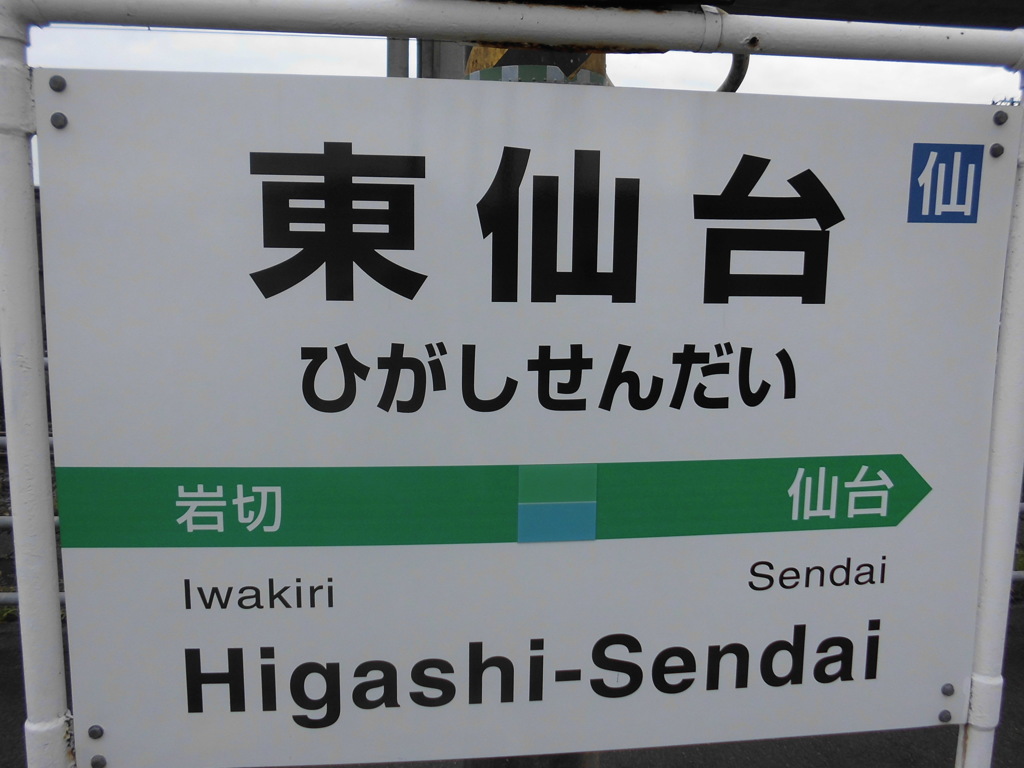 東仙台
仙
ひがしせんだい
岩切 仙台
Iwakiri Sendai
Higashi-Sendai